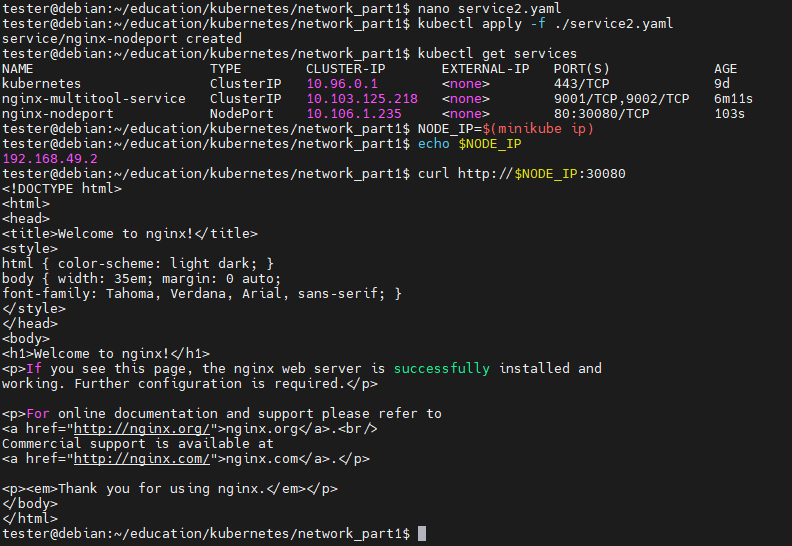 tester@debian:~/education/kubernetes/network_part1$ nano service2.yaml
tester@debian:~/education/kubernetes/network_part1$ kubectl apply -f ./service2.yaml
service/nginx-nodeport created
tester@debian:~/education/kubernetes/network_part1$ kubectl get services
NAME                       TYPE        CLUSTER-IP       EXTERNAL-IP   PORT(S)             AGE
kubernetes                 ClusterIP   10.96.0.1        <none>        443/TCP             9d
nginx-multitool-service    ClusterIP   10.103.125.218   <none>        9001/TCP,9002/TCP   6m11s
nginx-nodeport             NodePort    10.106.1.235     <none>        80:30080/TCP        103s
tester@debian:~/education/kubernetes/network_part1$ NODE_IP=$(minikube ip)
tester@debian:~/education/kubernetes/network_part1$ echo $NODE_IP
192.168.49.2
tester@debian:~/education/kubernetes/network_part1$ curl http://$NODE_IP:30080
<!DOCTYPE html>
<html>
<head>
<title>Welcome to nginx!</title>
<style>
html { color-scheme: light dark; }
body { width: 35em; margin: 0 auto;
font-family: Tahoma, Verdana, Arial, sans-serif; }
</style>
</head>
<body>
<h1>Welcome to nginx!</h1>
<p>If you see this page, the nginx web server is successfully installed and
working. Further configuration is required.</p>

<p>For online documentation and support please refer to
<a href="http://nginx.org/">nginx.org</a>.<br/>
Commercial support is available at
<a href="http://nginx.com/">nginx.com</a>.</p>

<p><em>Thank you for using nginx.</em></p>
</body>
</html>
tester@debian:~/education/kubernetes/network_part1$